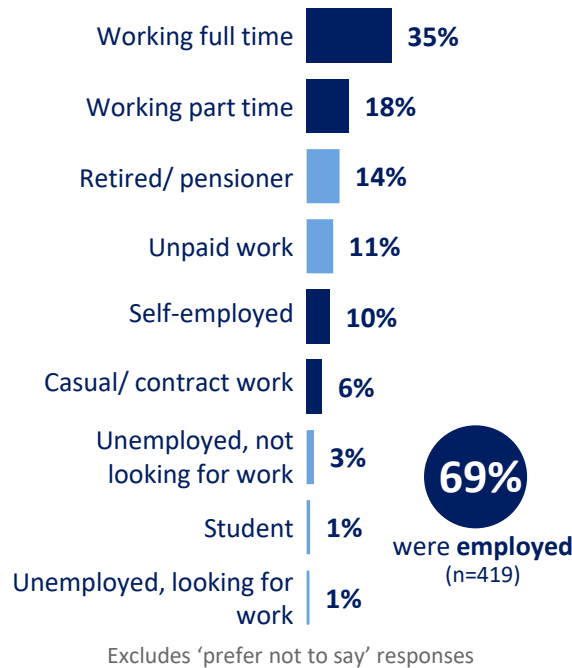 Working full time 35%
Working part time 18%
Retired/ pensioner 14%
Unpaid work 11%
Self-employed 10%
Casual/ contract work 6%
Unemployed, not
looking for work 3%
Student 1%
Unemployed, looking for
work 1%
69%
were employed
(n=419)
Excludes ‘prefer not to say’ responses